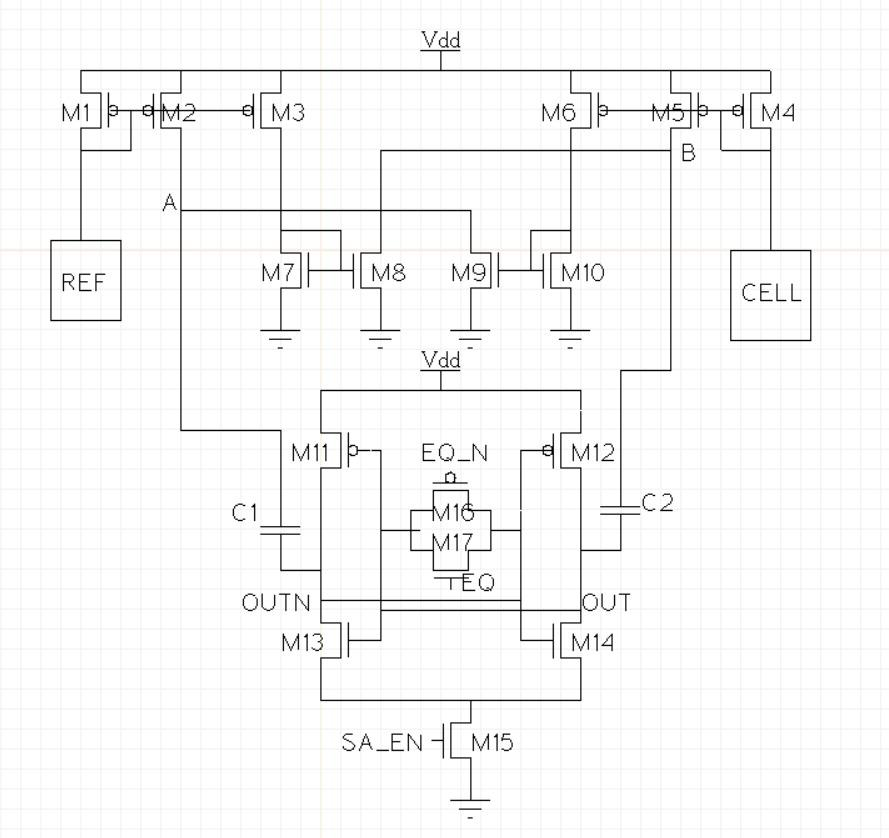 Vdd
M1 M2 M3 M6 M5 M4
B
A
REF M7 M8 M9 M10 CELL
Vdd
M11 EQ_N M12
C1 M16 C2
M17
EQ
OUTN OUT
M13 M14
SA_EN M15